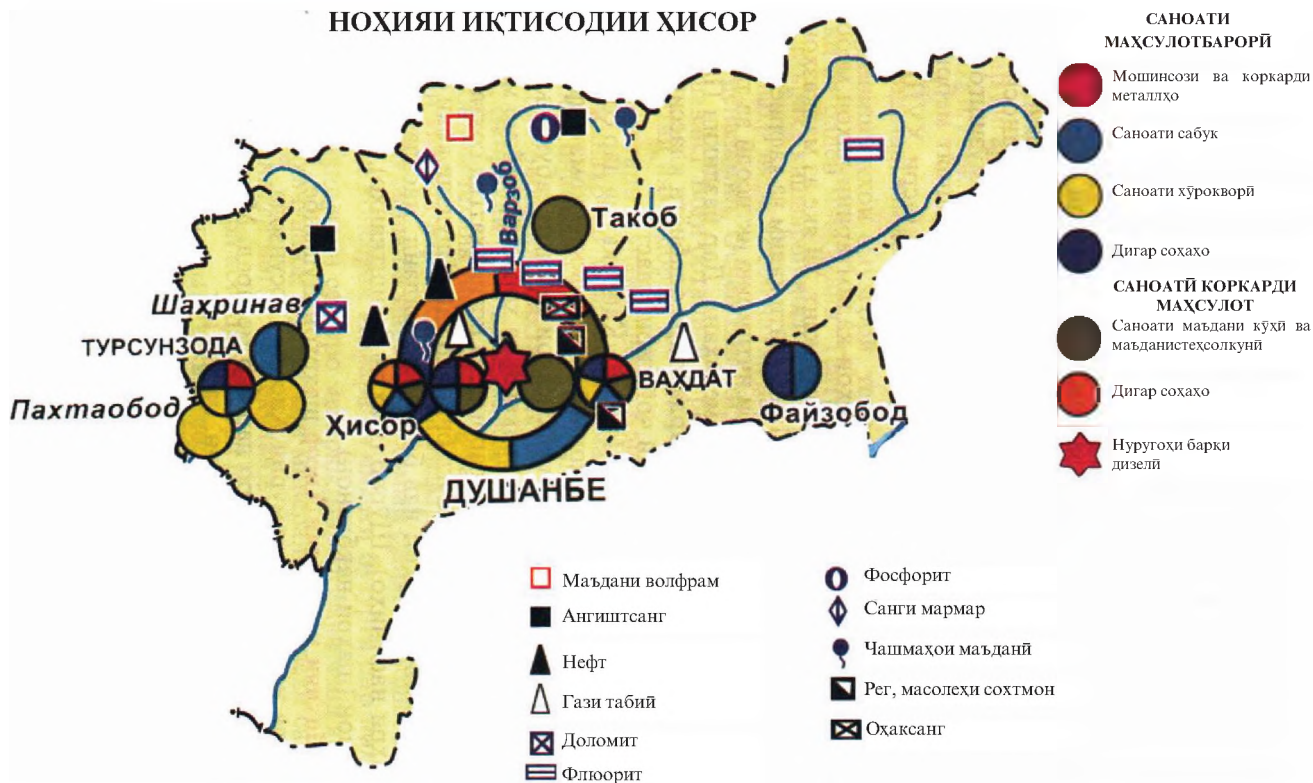 НОҲИЯИ ИҚТИСОДИИ ҲИСОР
Варзоб
Такоб
Шаҳринав
ТУРСУНЗОДА
Пахтаобод
Ҳисор
ВАҲДАТ
Файзобод
ДУШАНБЕ
САНОАТИ
МАҲСУЛОТБАРОРӢ
Мошинсози ва коркарди
металлҳо
Саноати сабук
Саноати хӯрокворӣ
Дигар соҳаҳо
САНОАТӢ КОРКАРДИ
МАҲСУЛОТ
Саноати маъдани кӯҳӣ ва
маъданистеҳсолкунӣ
Дигар соҳаҳо
Нуругоҳи барқи
дизелӣ
Маъдани волфрам
Ангиштсанг
Нефт
Гази табиӣ
Доломит
Флюорит
Фосфорит
Санги мармар
Чашмаҳои маъданӣ
Рег, масолеҳи сохтмон
Оҳаксанг